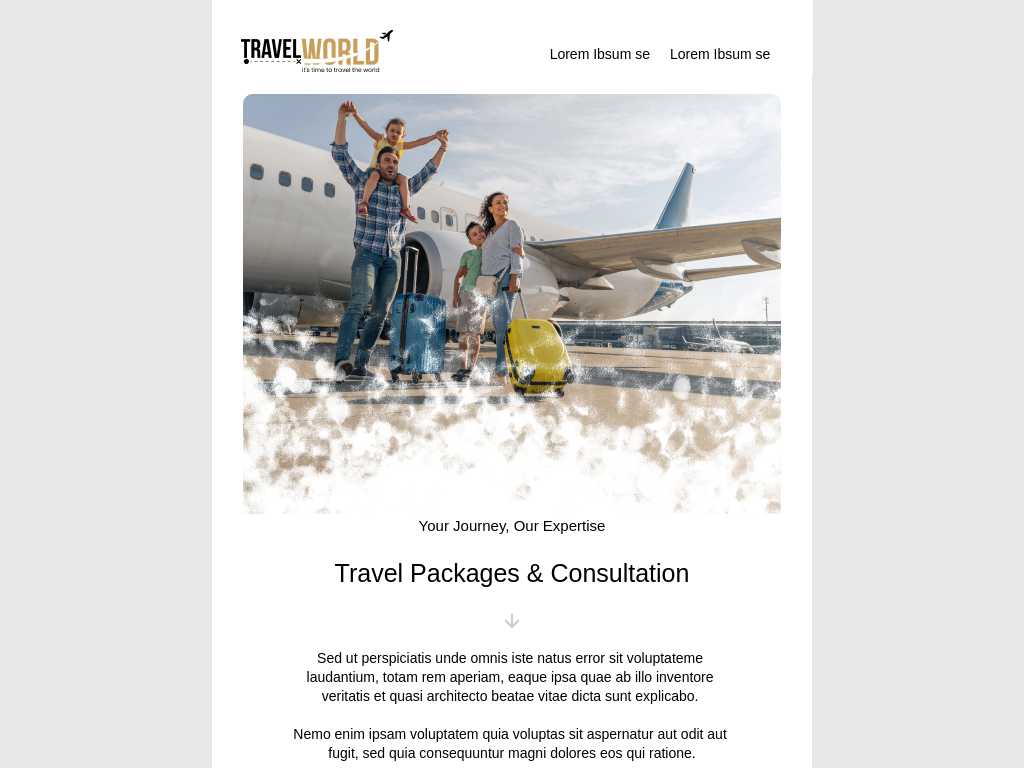 TRAVELWORLD
it's time to travel the world
Lorem Ibsum se
Lorem Ibsum se
Your Journey, Our Expertise
Travel Packages & Consultation
Sed ut perspiciatis unde omnis iste natus error sit voluptateme
laudantium, totam rem aperiam, eaque ipsa quae ab illo inventore
veritatis et quasi architecto beatae vitae dicta sunt explicabo.
Nemo enim ipsam voluptatem quia voluptas sit aspernatur aut odit aut
fugit, sed quia consequuntur magni dolores eos qui ratione.